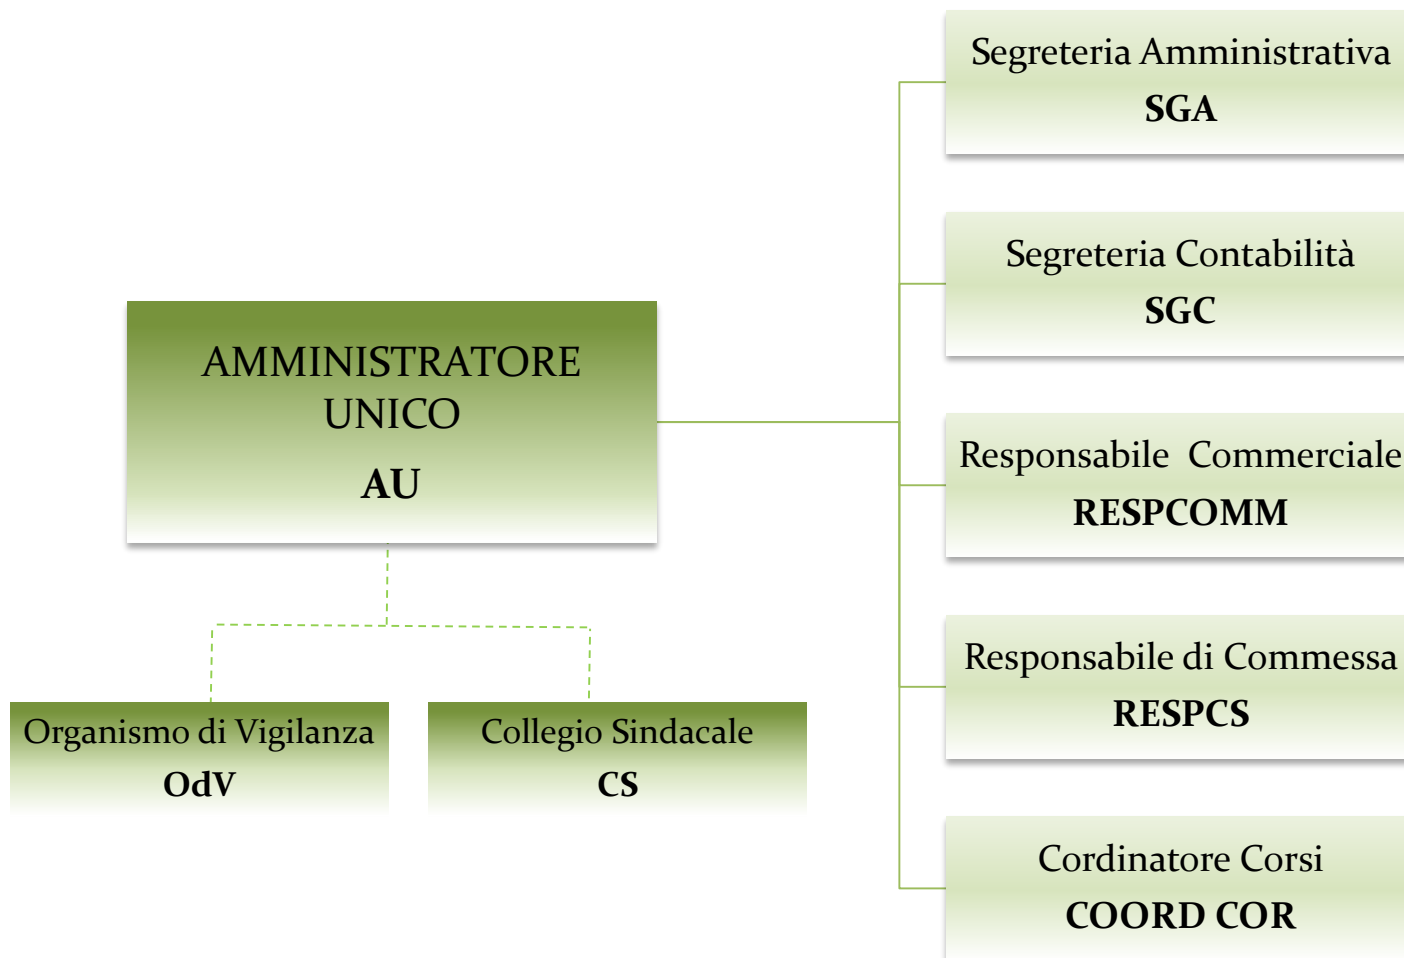 Segreteria Amministrativa
SGA
Segreteria Contabilità
SGC
AMMINISTRATORE
UNICO
AU
Responsabile Commerciale
RESPCOMM
Responsabile di Commessa
RESPCS
Organismo di Vigilanza
OdV
Collegio Sindacale
CS
Cordinatore Corsi
COORD COR